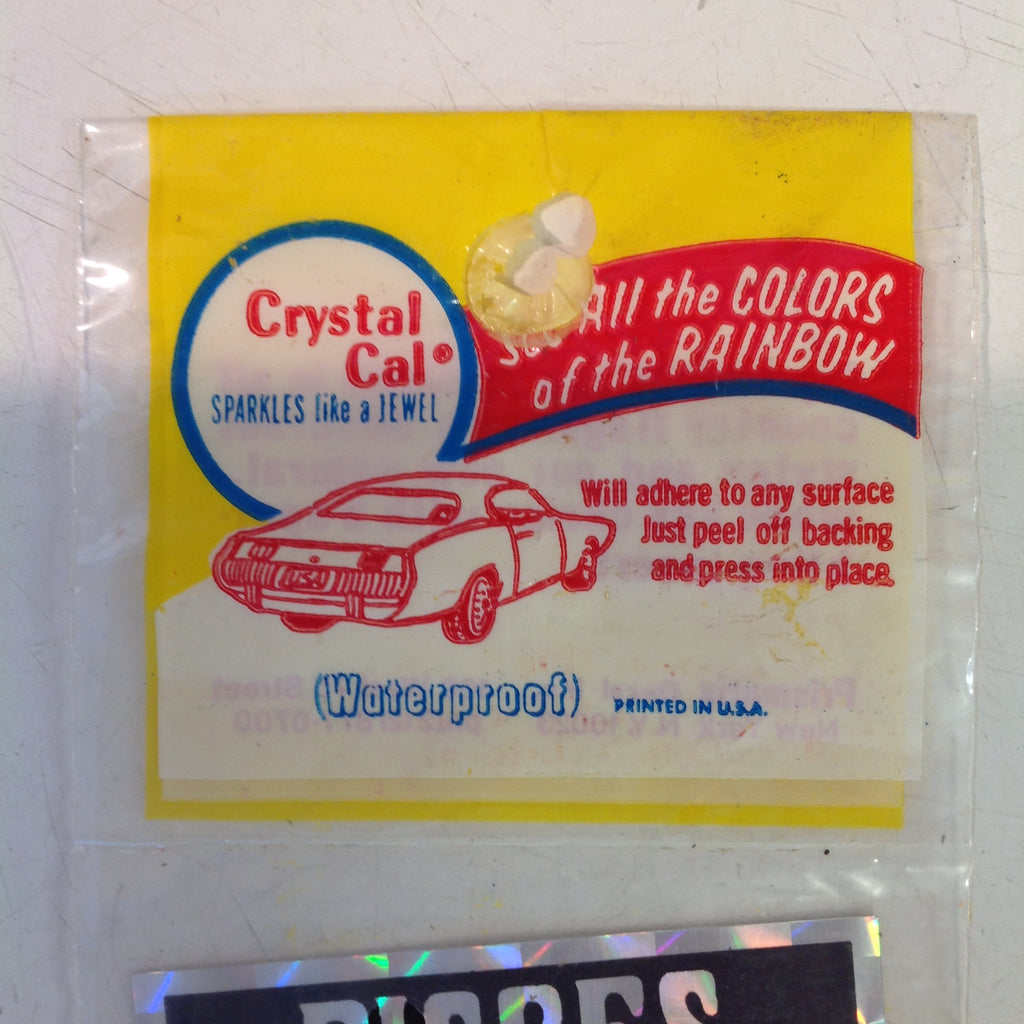 Crystal
Cal®
SPARKLES like a JEWEL
All the COLORS
of the RAINBOW
Will adhere to any surface
Just peel off backing
and press into place.
USA
(Waterproof)
PRINTED IN U.S.A.